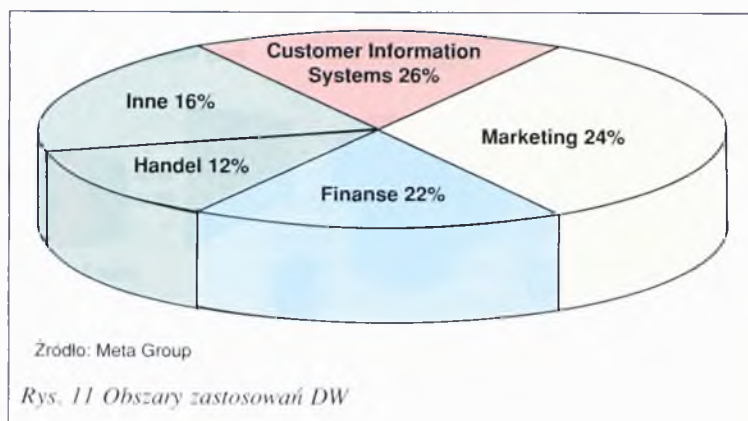 Customer Information
Systems 26%
Inne 16%
Marketing 24%
Handel 12%
Finanse 22%
Źródło: Meta Group
Rys. 11 Obszary zastosowań DW